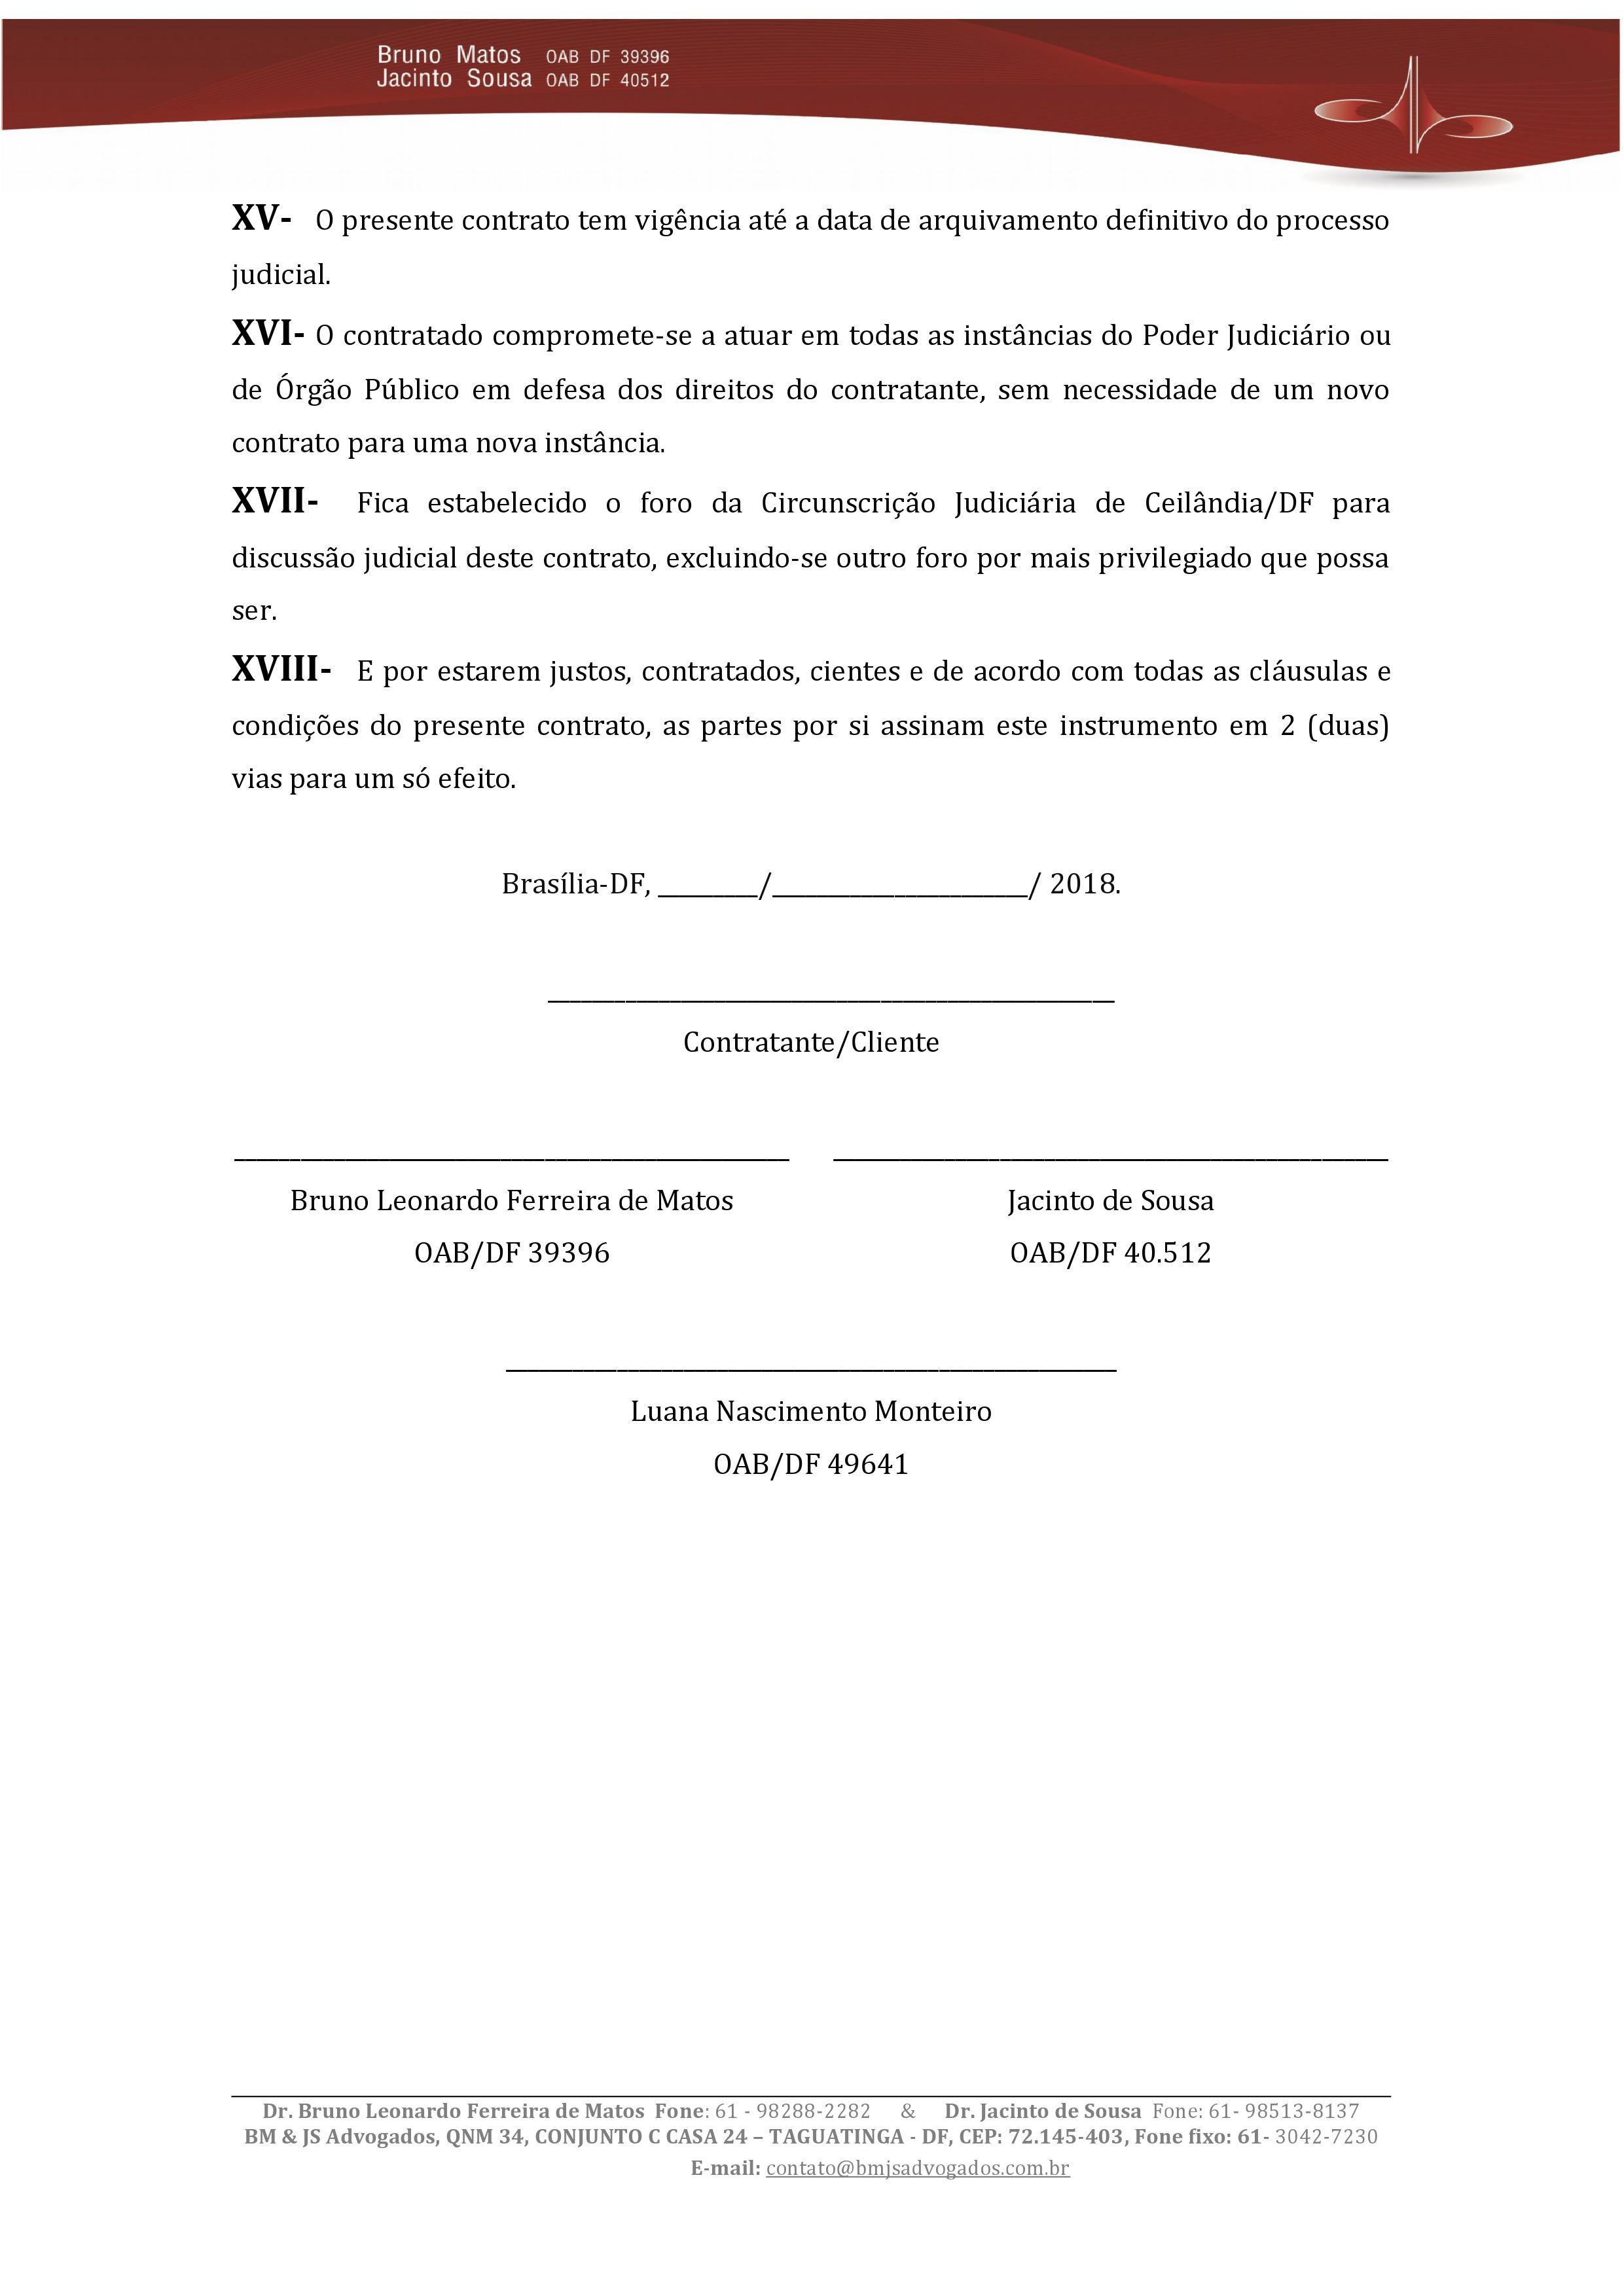 Bruno Matos OAB DF 39396
Jacinto Sousa OAB DF 40512
XV- O presente contrato tem vigência até a data de arquivamento definitivo do processo
judicial.
XVI- O contratado compromete-se a atuar em todas as instâncias do Poder Judiciário ou
de Órgão Público em defesa dos direitos do contratante, sem necessidade de um novo
contrato para uma nova instância.
XVII- Fica estabelecido o foro da Circunscrição Judiciária de Ceilândia/DF para
discussão judicial deste contrato, excluindo-se outro foro por mais privilegiado que possa
ser.
XVIII- E por estarem justos, contratados, cientes e de acordo com todas as cláusulas e
condições do presente contrato, as partes por si assinam este instrumento em 2 (duas)
vias para um só efeito.
Brasília-DF, _________/_______________________/ 2018.
___________________________________________________
Contratante/Cliente
__________________________________________________ __________________________________________________
Bruno Leonardo Ferreira de Matos Jacinto de Sousa
OAB/DF 39396 OAB/DF 40.512
_______________________________________________________
Luana Nascimento Monteiro
OAB/DF 49641
Dr. Bruno Leonardo Ferreira de Matos Fone: 61 - 98288-2282 & Dr. Jacinto de Sousa Fone: 61- 98513-8137
BM & JS Advogados, QNM 34, CONJUNTO C CASA 24 – TAGUATINGA - DF, CEP: 72.145-403, Fone fixo: 61- 3042-7230
E-mail: contato@bmjsadvogados.com.br